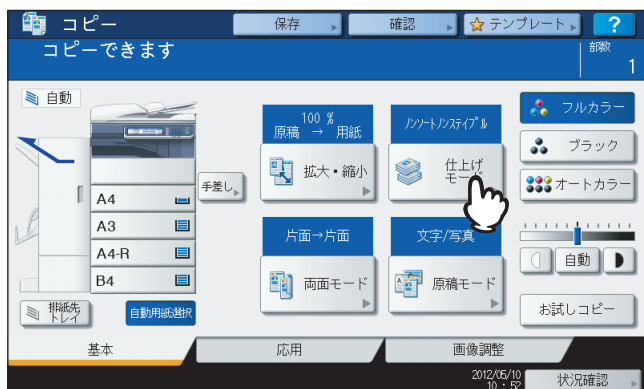 コピー
保存
確認
テンプレート
?
コピーできます
部数
1
自動
100 %
原稿 → 用紙
拡大・縮小
ﾉﾝｿｰﾄﾉﾝｽﾃｲﾌﾟﾙ
仕上げ
モード
フルカラー
ブラック
オートカラー
手差し
A4
A3
A4-R
B4
片面→片面
両面モード
文字/写真
原稿モード
自動
排紙先
トレイ
自動用紙選択
お試しコピー
基本
応用
画像調整
2012/05/10
10 : 52
状況確認